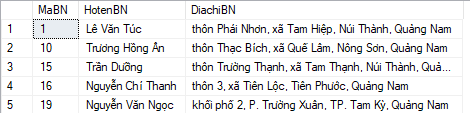 MaBN HotenBN DiachiBN
1 1 Lê Văn Túc thôn Phái Nhơn, xã Tam Hiệp, Núi Thành, Quảng Nam
2 10 Trương Hồng Ân thôn Thạc Bích, xã Quế Lâm, Nông Sơn, Quảng Nam
3 15 Trần Dưỡng thôn Trường Thạnh, xã Tam Thạnh, Núi Thành, Quả...
4 16 Nguyễn Chí Thanh thôn 3, xã Tiên Lộc, Tiên Phước, Quảng Nam
5 19 Nguyễn Văn Ngọc khối phố 2, P. Trường Xuân, TP. Tam Kỳ, Quảng Nam